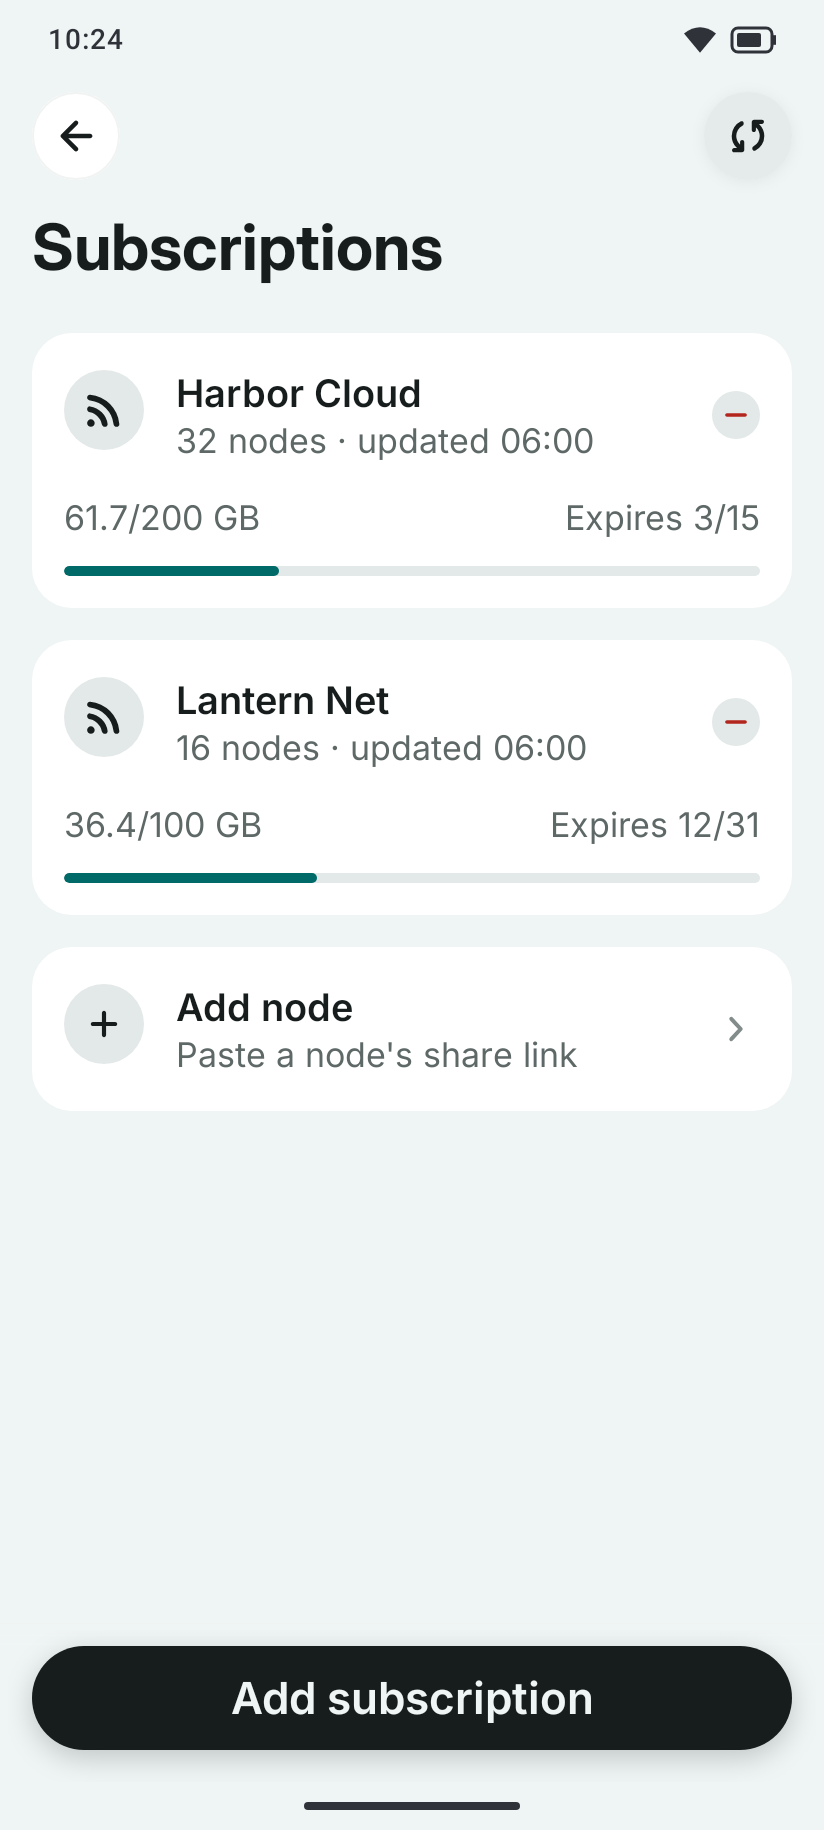 10:24
Subscriptions
Harbor Cloud
32 nodes · updated 06:00
61.7/200 GB
Expires 3/15
Lantern Net
16 nodes · updated 06:00
36.4/100 GB
Expires 12/31
Add node
Paste a node's share link
Add subscription